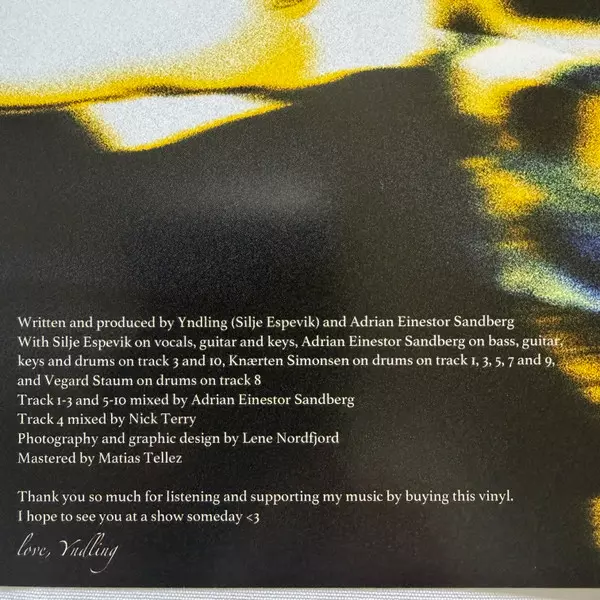 Written and produced by Yndling (Silje Espevik) and Adrian Einestor Sandberg
With Silje Espevik on vocals, guitar and keys, Adrian Einestor Sandberg on bass, guitar,
keys and drums on track 3 and 10, Knærten Simonsen on drums on track 1, 3, 5, 7 and 9,
and Vegard Staum on drums on track 8
Track 1-3 and 5-10 mixed by Adrian Einestor Sandberg
Track 4 mixed by Nick Terry
Photography and graphic design by Lene Nordfjord
Mastered by Matias Tellez
Thank you so much for listening and supporting my music by buying this vinyl.
I hope to see you at a show someday <3
love, Yndling